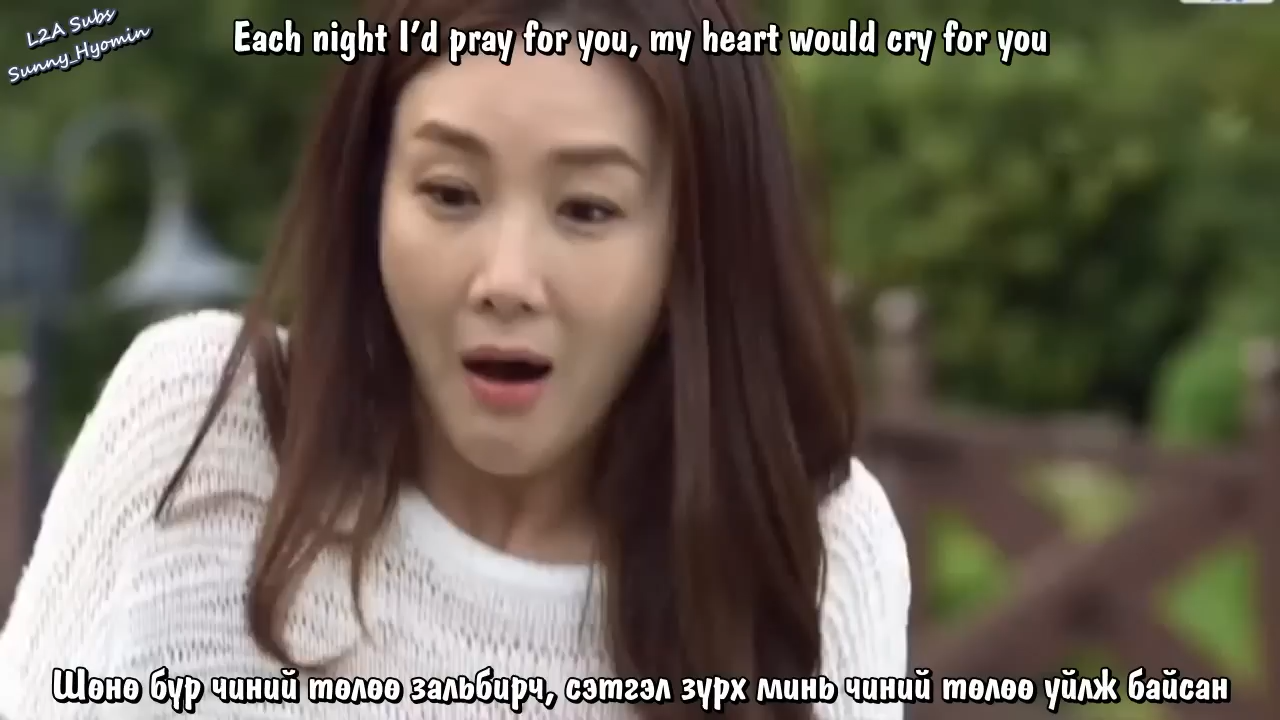 L2A Subs
Sunny_Hyomin
Each night I'd pray for you, my heart would cry for you
Шөнө бүр чиний төлөө зальбирч, сэтгэл зүрх минь чиний төлөө уйлж байсан